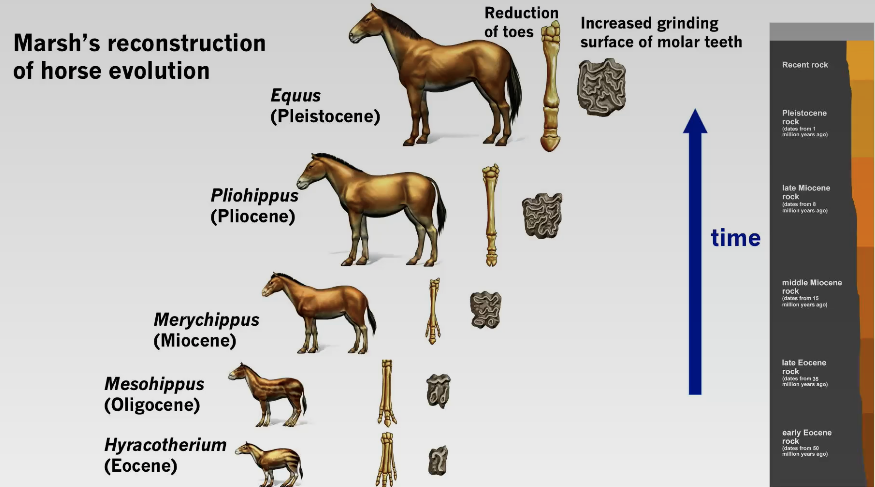 Marsh's reconstruction
of horse evolution
Reduction
of toes
Increased grinding
surface of molar teeth
Equus
(Pleistocene)
Pliohippus
(Pliocene)
Merychippus
(Miocene)
Mesohippus
(Oligocene)
Hyracotherium
(Eocene)
time
Recent rock
Pleistocene
rock
(dates from 1
million years ago)
late Miocene
rock
(dates from 8
million years ago)
middle Miocene
rock
(dates from 15
million years ago)
late Eocene
rock
(dates from 35
million years ago)
early Eocene
rock
(dates from 50
million years ago)